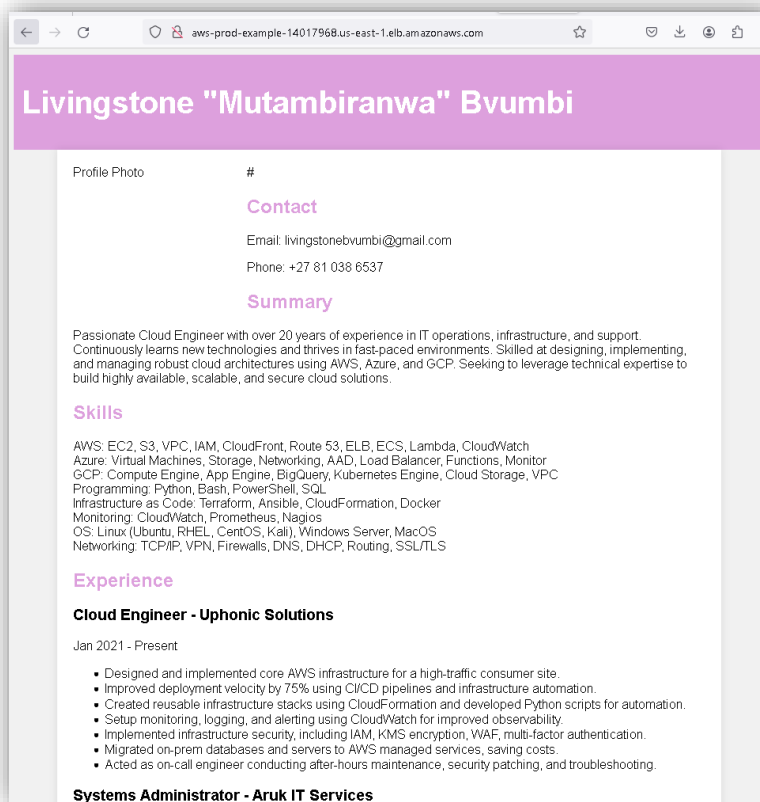 aws-prod-example-14017968.us-east-1.elb.amazonaws.com
Livingstone "Mutambiranwa" Bvumbi
Profile Photo
#
Contact
Email: livingstonebvumbi@gmail.com
Phone: +27 81 038 6537
Summary
Passionate Cloud Engineer with over 20 years of experience in IT operations, infrastructure, and support.
Continuously learns new technologies and thrives in fast-paced environments. Skilled at designing, implementing,
and managing robust cloud architectures using AWS, Azure, and GCP. Seeking to leverage technical expertise to
build highly available, scalable, and secure cloud solutions.
Skills
AWS: EC2, S3, VPC, IAM, CloudFront, Route 53, ELB, ECS, Lambda, CloudWatch
Azure: Virtual Machines, Storage, Networking, AAD, Load Balancer, Functions, Monitor
GCP: Compute Engine, App Engine, BigQuery, Kubernetes Engine, Cloud Storage, VPC
Programming: Python, Bash, PowerShell, SQL
Infrastructure as Code: Terraform, Ansible, CloudFormation, Docker
Monitoring: CloudWatch, Prometheus, Nagios
OS: Linux (Ubuntu, RHEL, CentOS, Kali), Windows Server, MacOS
Networking: TCP/IP, VPN, Firewalls, DNS, DHCP, Routing, SSL/TLS
Experience
Cloud Engineer - Uphonic Solutions
Jan 2021 - Present
• Designed and implemented core AWS infrastructure for a high-traffic consumer site.
• Improved deployment velocity by 75% using CI/CD pipelines and infrastructure automation.
• Created reusable infrastructure stacks using CloudFormation and developed Python scripts for automation.
• Setup monitoring, logging, and alerting using CloudWatch for improved observability.
• Implemented infrastructure security, including IAM, KMS encryption, WAF, multi-factor authentication.
• Migrated on-prem databases and servers to AWS managed services, saving costs.
• Acted as on-call engineer conducting after-hours maintenance, security patching, and troubleshooting.
Systems Administrator - Aruk IT Services